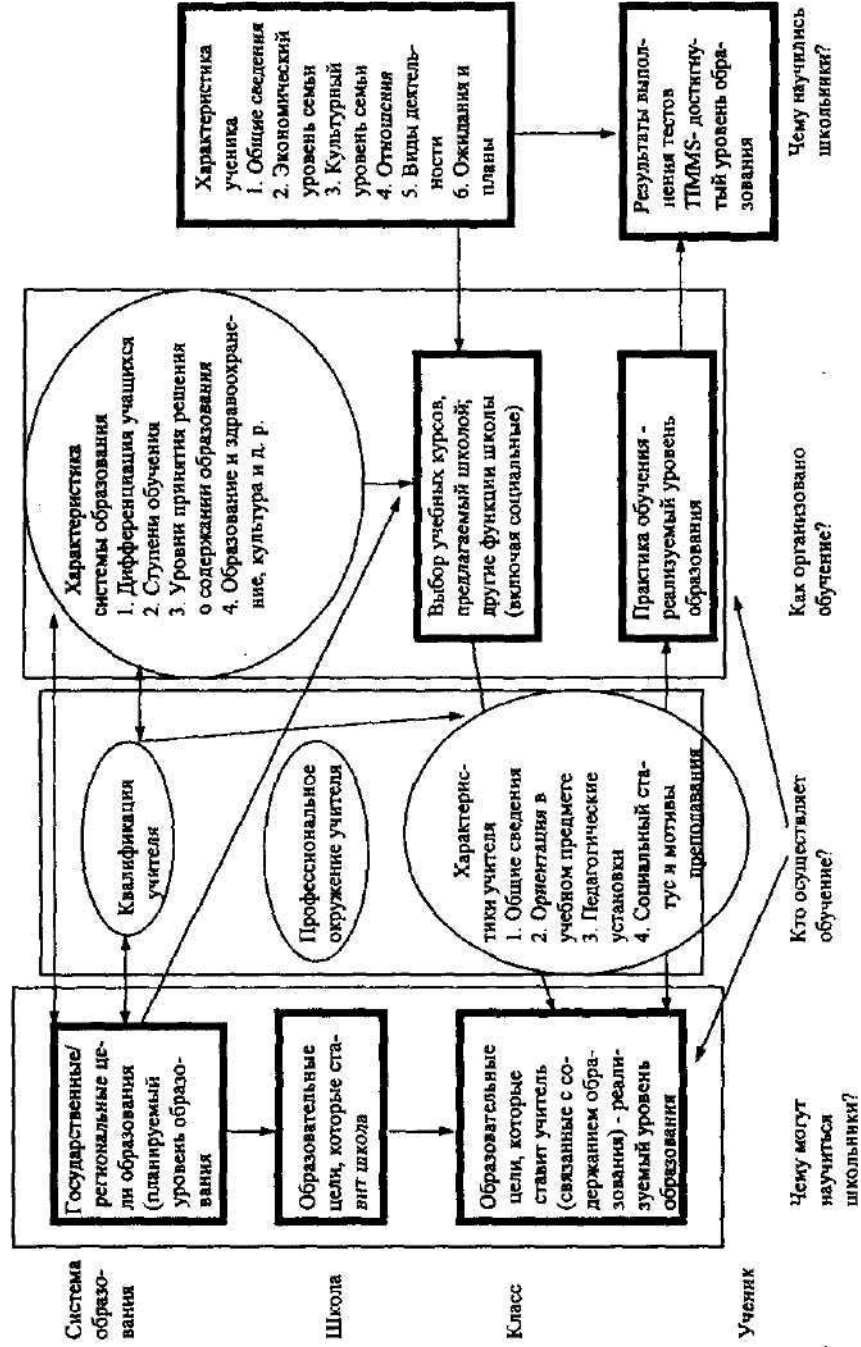 Система
образо-
вания
Школа
Класс
Ученик
Государственные/
региональные це-
ли образования
(планируемый
уровень образо-
вания
Образовательные
цели, которые ста-
вит школа
Образовательные
цели, которые
ставит учитель
(связанные с со-
держанием обра-
зования) - реали-
зуемый уровень
образования
Чему могут
научиться
школьники?
Квалификация
учителя
Профессиональное
окружение учителя
Характерис-
тики учителя
1. Общие сведения
2. Ориентация в
учебном предмете
3. Педагогические
установки
4. Социальный ста-
тус и мотивы
преподавания
Кто осуществляет
обучение?
Характеристика
системы образования
1. Дифференциация учащихся
2. Ступени обучения
3. Уровни принятия решения
о содержании образования
4. Образование и здравоохране-
ние, культура и д. р.
Выбор учебных курсов,
предлагаемый школой;
другие функции школы
(включая социальные)
Практика обучения -
реализуемый уровень
образования
Как организовано
обучение?
Характеристика
ученика
1. Общие сведения
2. Экономический
уровень семьи
3. Культурный
уровень семьи
4. Отношения
5. Виды деятель-
ности
6. Ожидания и
планы
Результаты выпол-
нения тестов
TIMMS- достигну-
тый уровень обра-
зования
Чему научились
школьники?